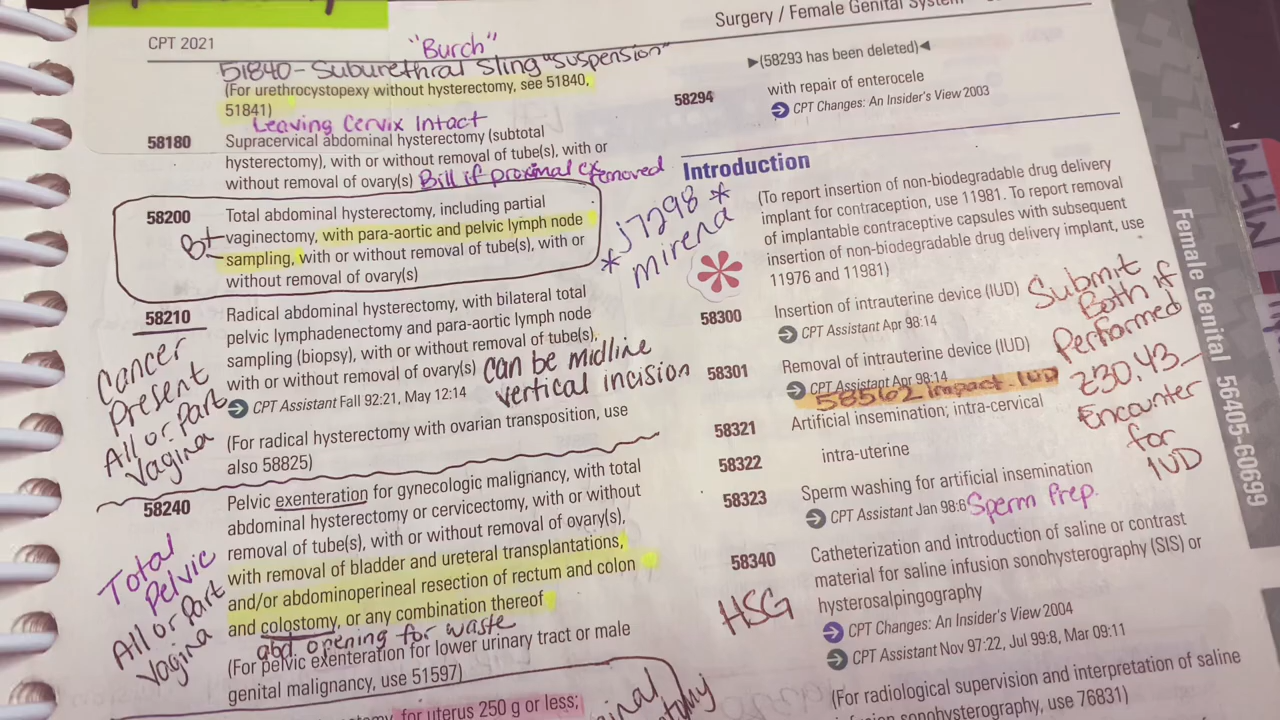 CPT 2021
Surgery / Female Genital System
"Burch"
51840 - Suburethral Sling "suspension"
(For urethrocystopexy without hysterectomy, see 51840,
51841)
Leaving Cervix Intact
58180 Supracervical abdominal hysterectomy (subtotal
hysterectomy), with or without removal of tube(s), with or
without removal of ovary(s) Bill if proximal Cx removed
58200 Total abdominal hysterectomy, including partial
vaginectomy, with para-aortic and pelvic lymph node
sampling, with or without removal of tube(s), with or
without removal of ovary(s)
58210 Radical abdominal hysterectomy, with bilateral total
pelvic lymphadenectomy and para-aortic lymph node
sampling (biopsy), with or without removal of tube(s),
with or without removal of ovary(s) can be midline
vertical incision
Cancer
Present
All or Part
Vagina
CPT Assistant Fall 92:21, May 12:14
(For radical hysterectomy with ovarian transposition, use
also 58825)
58240 Pelvic exenteration for gynecologic malignancy, with total
abdominal hysterectomy or cervicectomy, with or without
removal of tube(s), with or without removal of ovary(s),
with removal of bladder and ureteral transplantations,
and/or abdominoperineal resection of rectum and colon
and colostomy, or any combination thereof
abd opening for waste
Total
Pelvic
All or Part
Vagina
(For pelvic exenteration for lower urinary tract or male
genital malignancy, use 51597)
for uterus 250 g or less;
▶(58293 has been deleted)◀
58294 with repair of enterocele
CPT Changes: An Insider's View 2003
Introduction
* J7298 *
mirena
(To report insertion of non-biodegradable drug delivery
implant for contraception, use 11981. To report removal
of implantable contraceptive capsules with subsequent
insertion of non-biodegradable drug delivery implant, use
11976 and 11981)
58300 Insertion of intrauterine device (IUD)
CPT Assistant Apr 98:14
58301 Removal of intrauterine device (IUD)
CPT Assistant Apr 98:14
58562 impact. IUD
Submit
Both if
Performed
Z30.43-
Encounter
for
IUD
58321 Artificial insemination; intra-cervical
58322 intra-uterine
58323 Sperm washing for artificial insemination
CPT Assistant Jan 98:6 Sperm Prep.
58340 Catheterization and introduction of saline or contrast
material for saline infusion sonohysterography (SIS) or
hysterosalpingography
HSG
CPT Changes: An Insider's View 2004
CPT Assistant Nov 97:22, Jul 99:8, Mar 09:11
(For radiological supervision and interpretation of saline
infusion sonohysterography, use 76831)
Female Genital 56405-60699